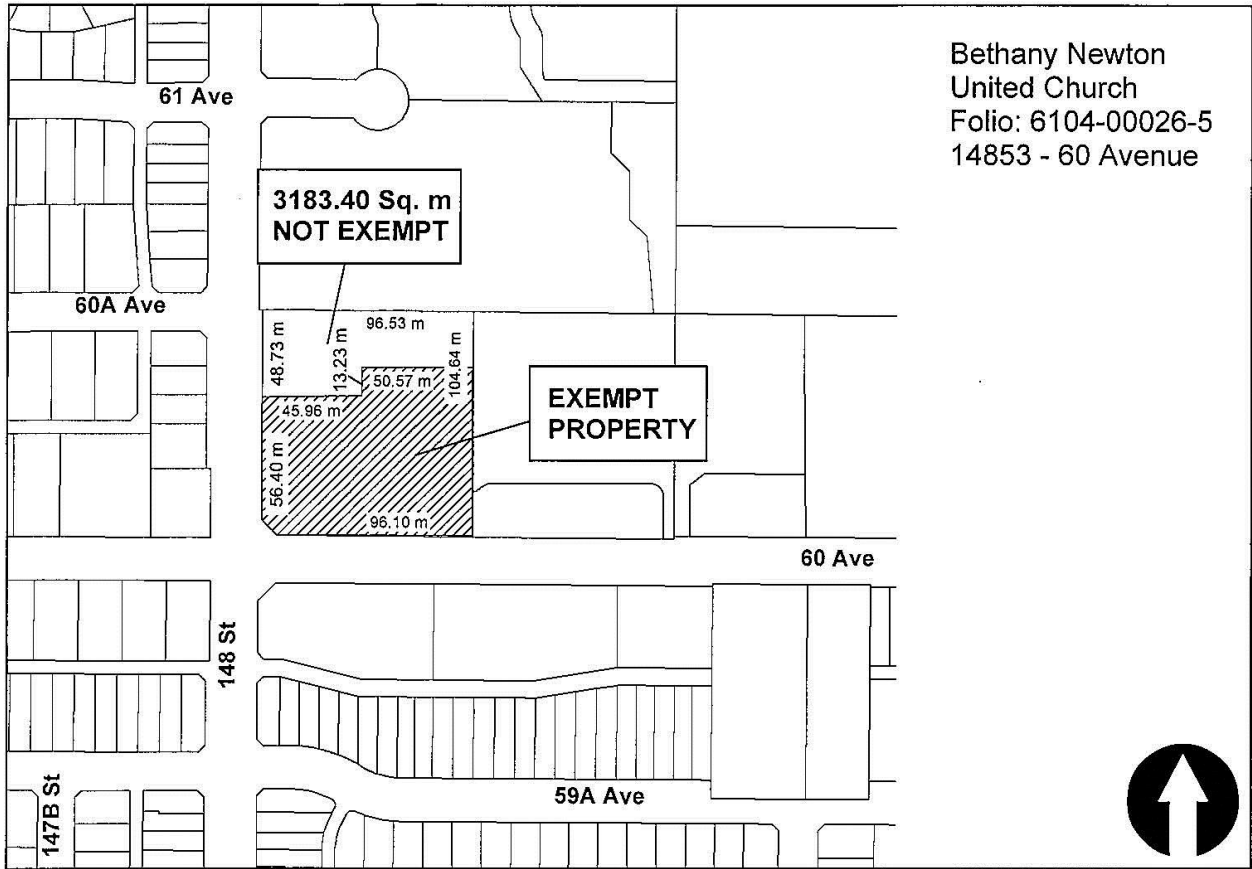 Bethany Newton
United Church
Folio: 6104-00026-5
14853 - 60 Avenue
61 Ave
3183.40 Sq. m
NOT EXEMPT
60A Ave
96.53 m
48.73 m
13.23 m
50.57 m
104.64 m
45.96 m
EXEMPT
PROPERTY
56.40 m
96.10 m
60 Ave
148 St
59A Ave
147B St